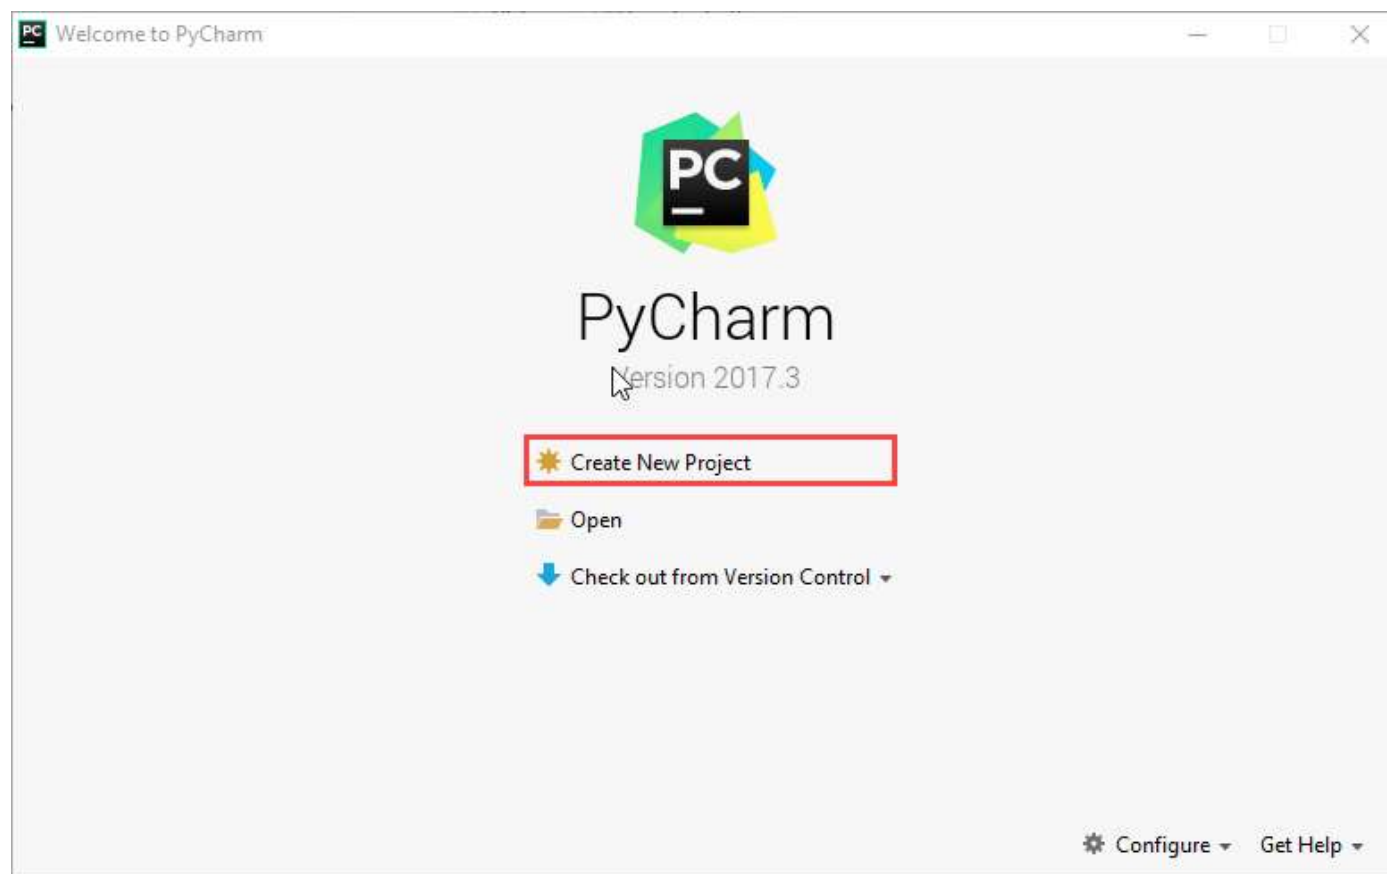 PC Welcome to PyCharm
PC
PyCharm
Version 2017.3
Create New Project
Open
Check out from Version Control
Configure Get Help